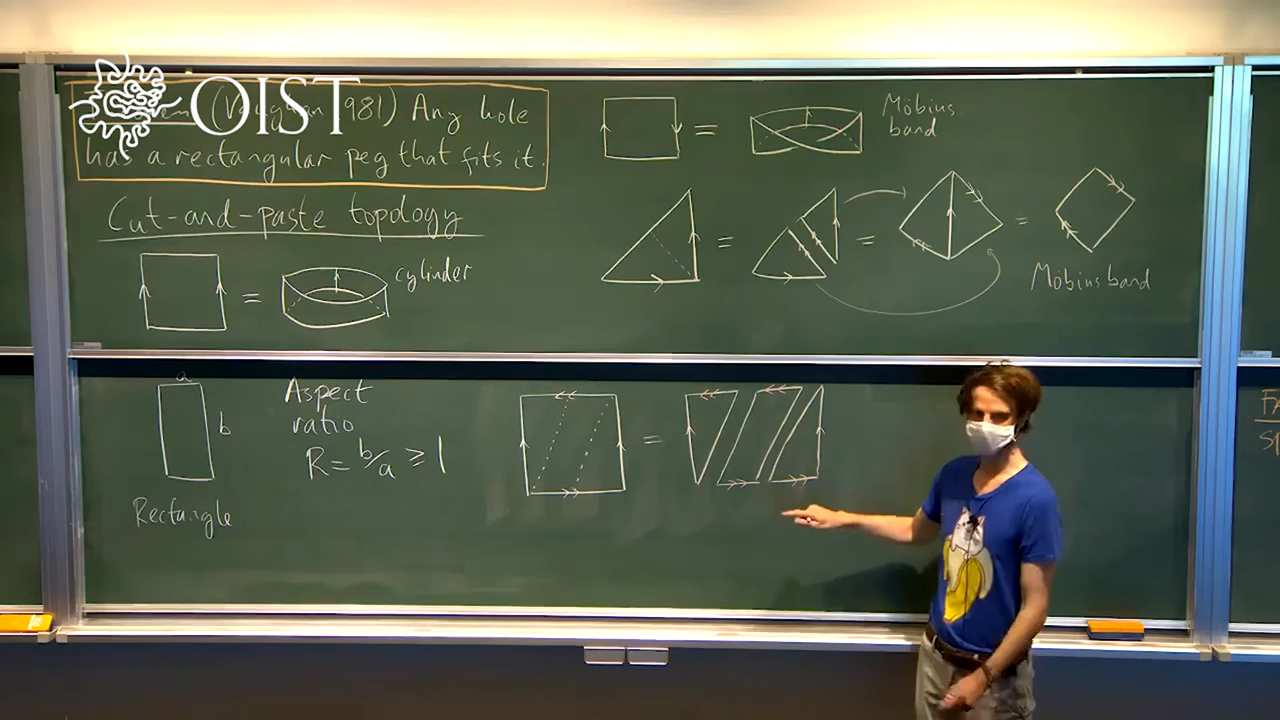 OIST
1981) Any hole
has a rectangular peg that fits it.
Cut-and-paste topology
=
cylinder
=
Möbius
band
=
=
=
Möbius band
a
b
Rectangle
Aspect
ratio
R = b/a ≥ 1
=